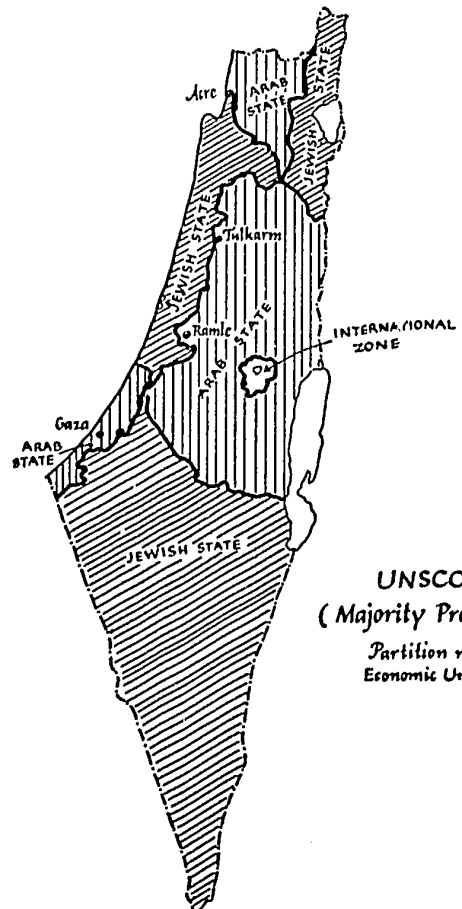 Acre
ARAB
STATE
JEWISH STATE
JEWISH STATE
Tulkarm
Ramle
ARAB STATE
INTERNATIONAL
ZONE
Gaza
ARAB
STATE
JEWISH STATE
UNSCO
( Majority Pr
Partition
Economic Un